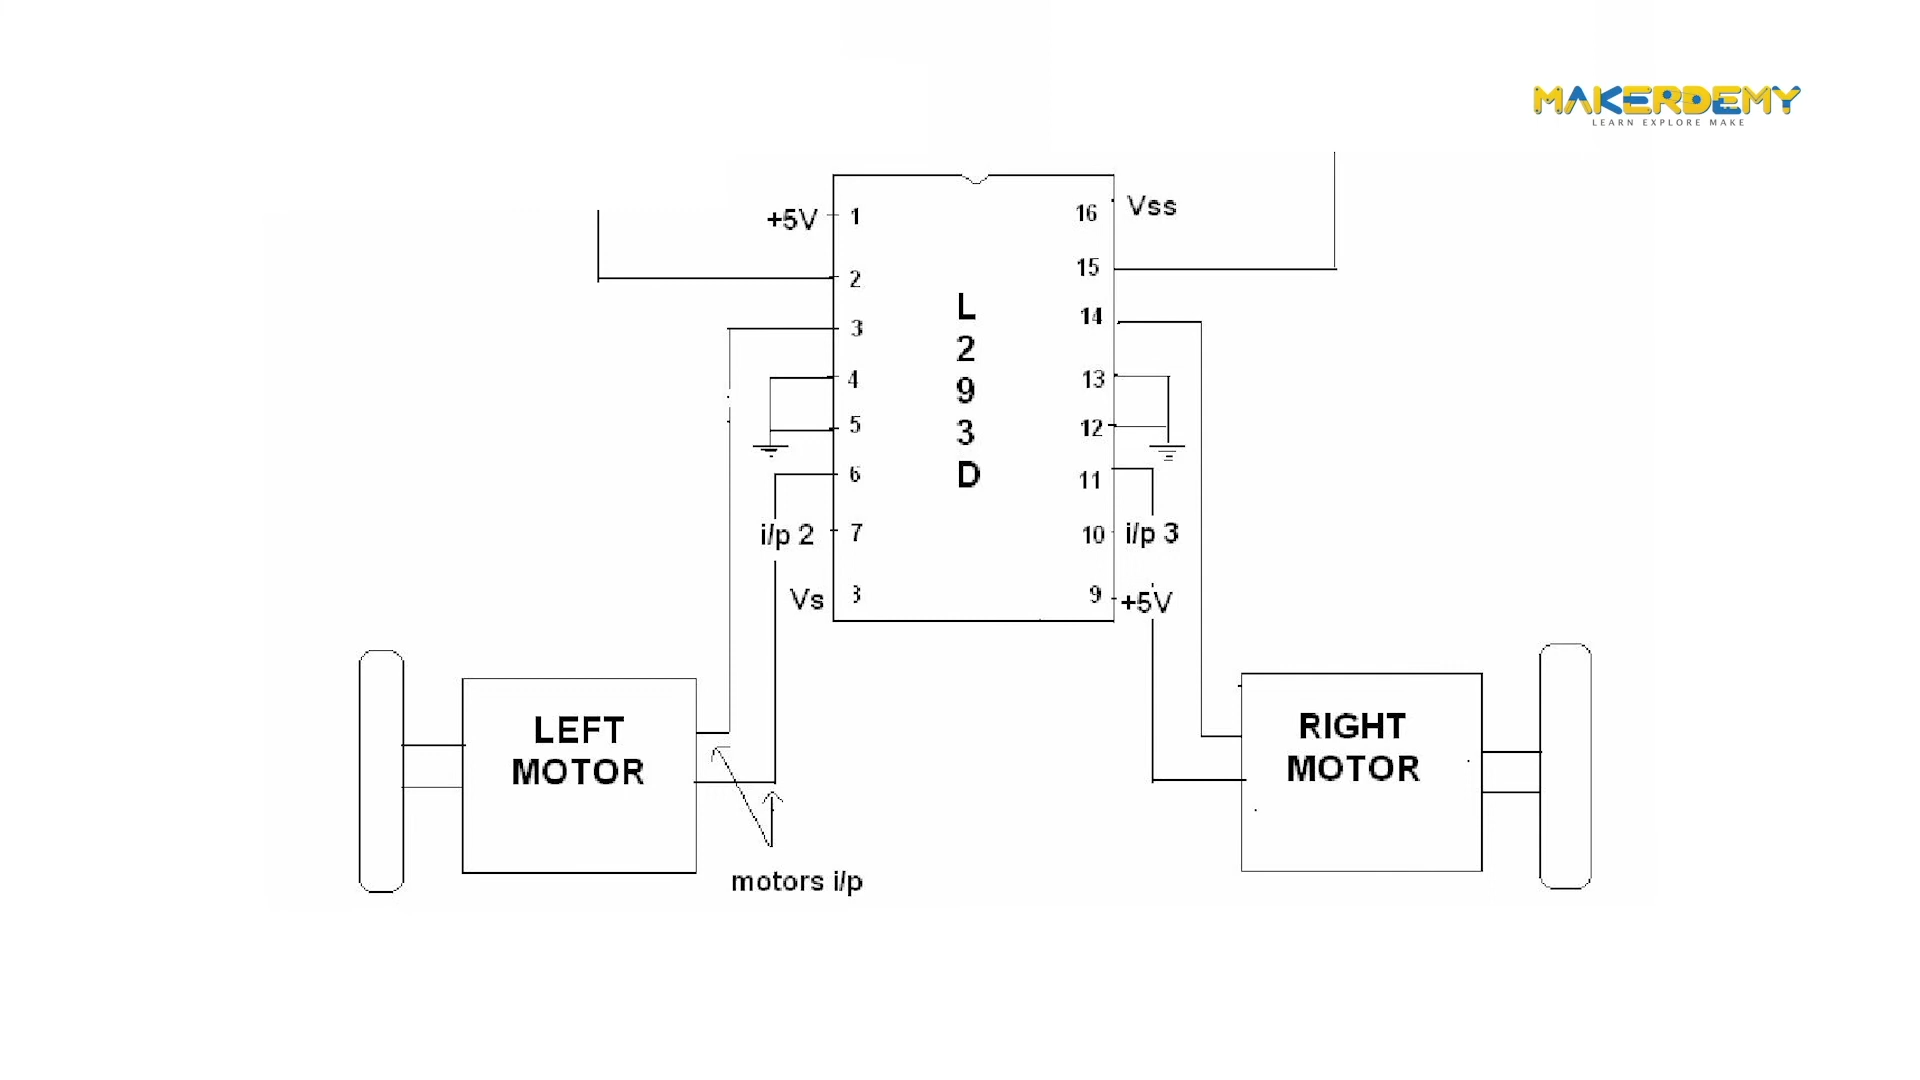 MAKERDEMY
LEARN EXPLORE MAKE
+5V 1
16 Vss
2
15
3
14
4
13
5
12
6
11
i/p 2 7
10 i/p 3
Vs 8
9 +5V
L
2
9
3
D
LEFT
MOTOR
RIGHT
MOTOR
motors i/p